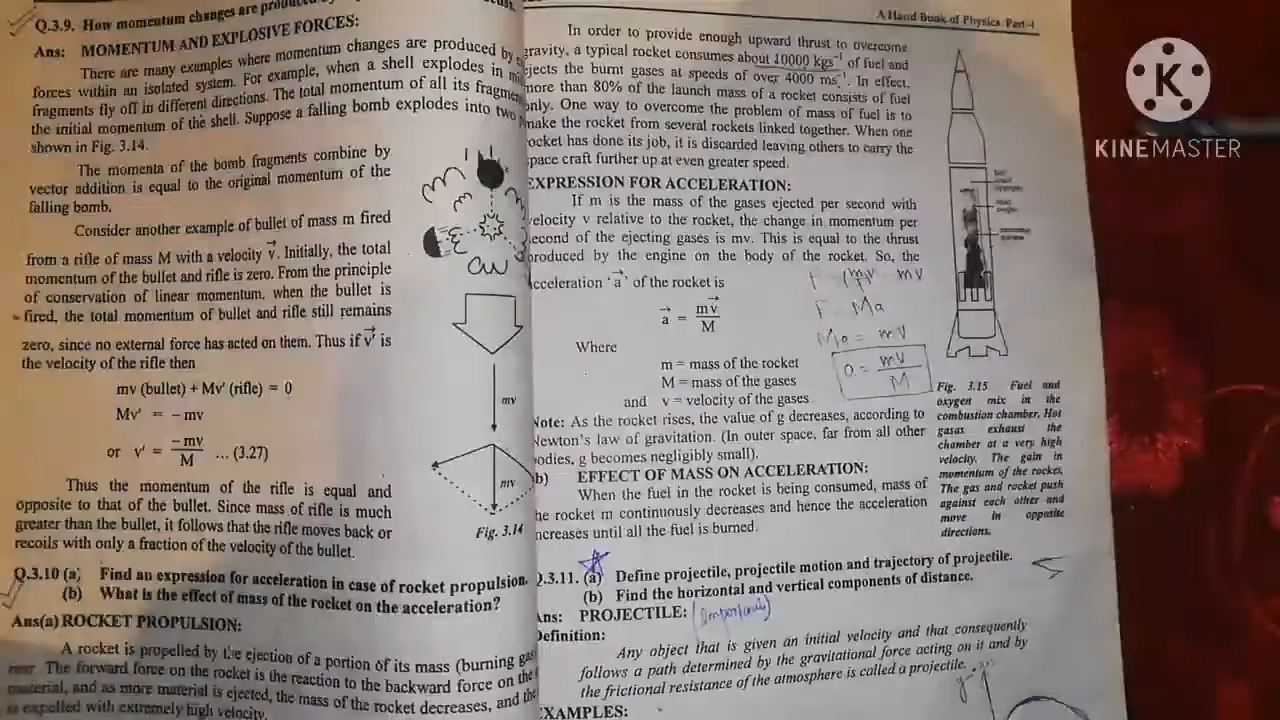 Q.3.9. How momentum changes are produced by
Ans: MOMENTUM AND EXPLOSIVE FORCES:
There are many examples where momentum changes are produced by
forces within an isolated system. For example, when a shell explodes in
fragments fly off in different directions. The total momentum of all its
the initial momentum of the shell. Suppose a falling bomb explodes into two
shown in Fig. 3.14.
The momenta of the bomb fragments combine by
vector addition is equal to the original momentum of the
falling bomb.
Consider another example of bullet of mass m fired
from a rifle of mass M with a velocity v⃗. Initially, the total
momentum of the bullet and rifle is zero. From the principle
of conservation of linear momentum, when the bullet is
fired, the total momentum of bullet and rifle still remains
zero, since no external force has acted on them. Thus if v⃗' is
the velocity of the rifle then
mv (bullet) + Mv' (rifle) = 0
Mv' = − mv
or v' = −mv / M ... (3.27)
Thus the momentum of the rifle is equal and
opposite to that of the bullet. Since mass of rifle is much
greater than the bullet, it follows that the rifle moves back or
recoils with only a fraction of the velocity of the bullet.
mv
mv
Fig. 3.14
Q.3.10 (a) Find an expression for acceleration in case of rocket propulsion.
(b) What is the effect of mass of the rocket on the acceleration?
Ans(a) ROCKET PROPULSION:
A rocket is propelled by the ejection of a portion of its mass (burning
The forward force on the rocket is the reaction to the backward force on the
material, and as more material is ejected, the mass of the rocket decreases, and the
is expelled with extremely high velocity.
A Hand Book of Physics Part-I
In order to provide enough upward thrust to overcome
gravity, a typical rocket consumes about 10000 kgs⁻¹ of fuel and
ejects the burnt gases at speeds of over 4000 ms⁻¹. In effect,
more than 80% of the launch mass of a rocket consists of fuel
only. One way to overcome the problem of mass of fuel is to
make the rocket from several rockets linked together. When one
rocket has done its job, it is discarded leaving others to carry the
space craft further up at even greater speed.
EXPRESSION FOR ACCELERATION:
If m is the mass of the gases ejected per second with
velocity v relative to the rocket, the change in momentum per
second of the ejecting gases is mv. This is equal to the thrust
produced by the engine on the body of the rocket. So, the
acceleration 'a⃗' of the rocket is
a⃗ = mv⃗ / M
Where
m = mass of the rocket
M = mass of the gases
and v = velocity of the gases
F = Ma
Ma = mv
a = mv / M
Note: As the rocket rises, the value of g decreases, according to
Newton's law of gravitation. (In outer space, far from all other
bodies, g becomes negligibly small).
b) EFFECT OF MASS ON ACCELERATION:
When the fuel in the rocket is being consumed, mass of
the rocket m continuously decreases and hence the acceleration
increases until all the fuel is burned.
Fig. 3.15 Fuel and
oxygen mix in the
combustion chamber. Hot
gasas exhaust the
chamber at a very high
velocity. The gain in
momentum of the rocket.
The gas and rocket push
against each other and
move in opposite
directions.
Q.3.11. (a) Define projectile, projectile motion and trajectory of projectile.
(b) Find the horizontal and vertical components of distance.
Ans: PROJECTILE:
Definition:
Any object that is given an initial velocity and that consequently
follows a path determined by the gravitational force acting on it and by
the frictional resistance of the atmosphere is called a projectile.
EXAMPLES:
K
KINEMASTER